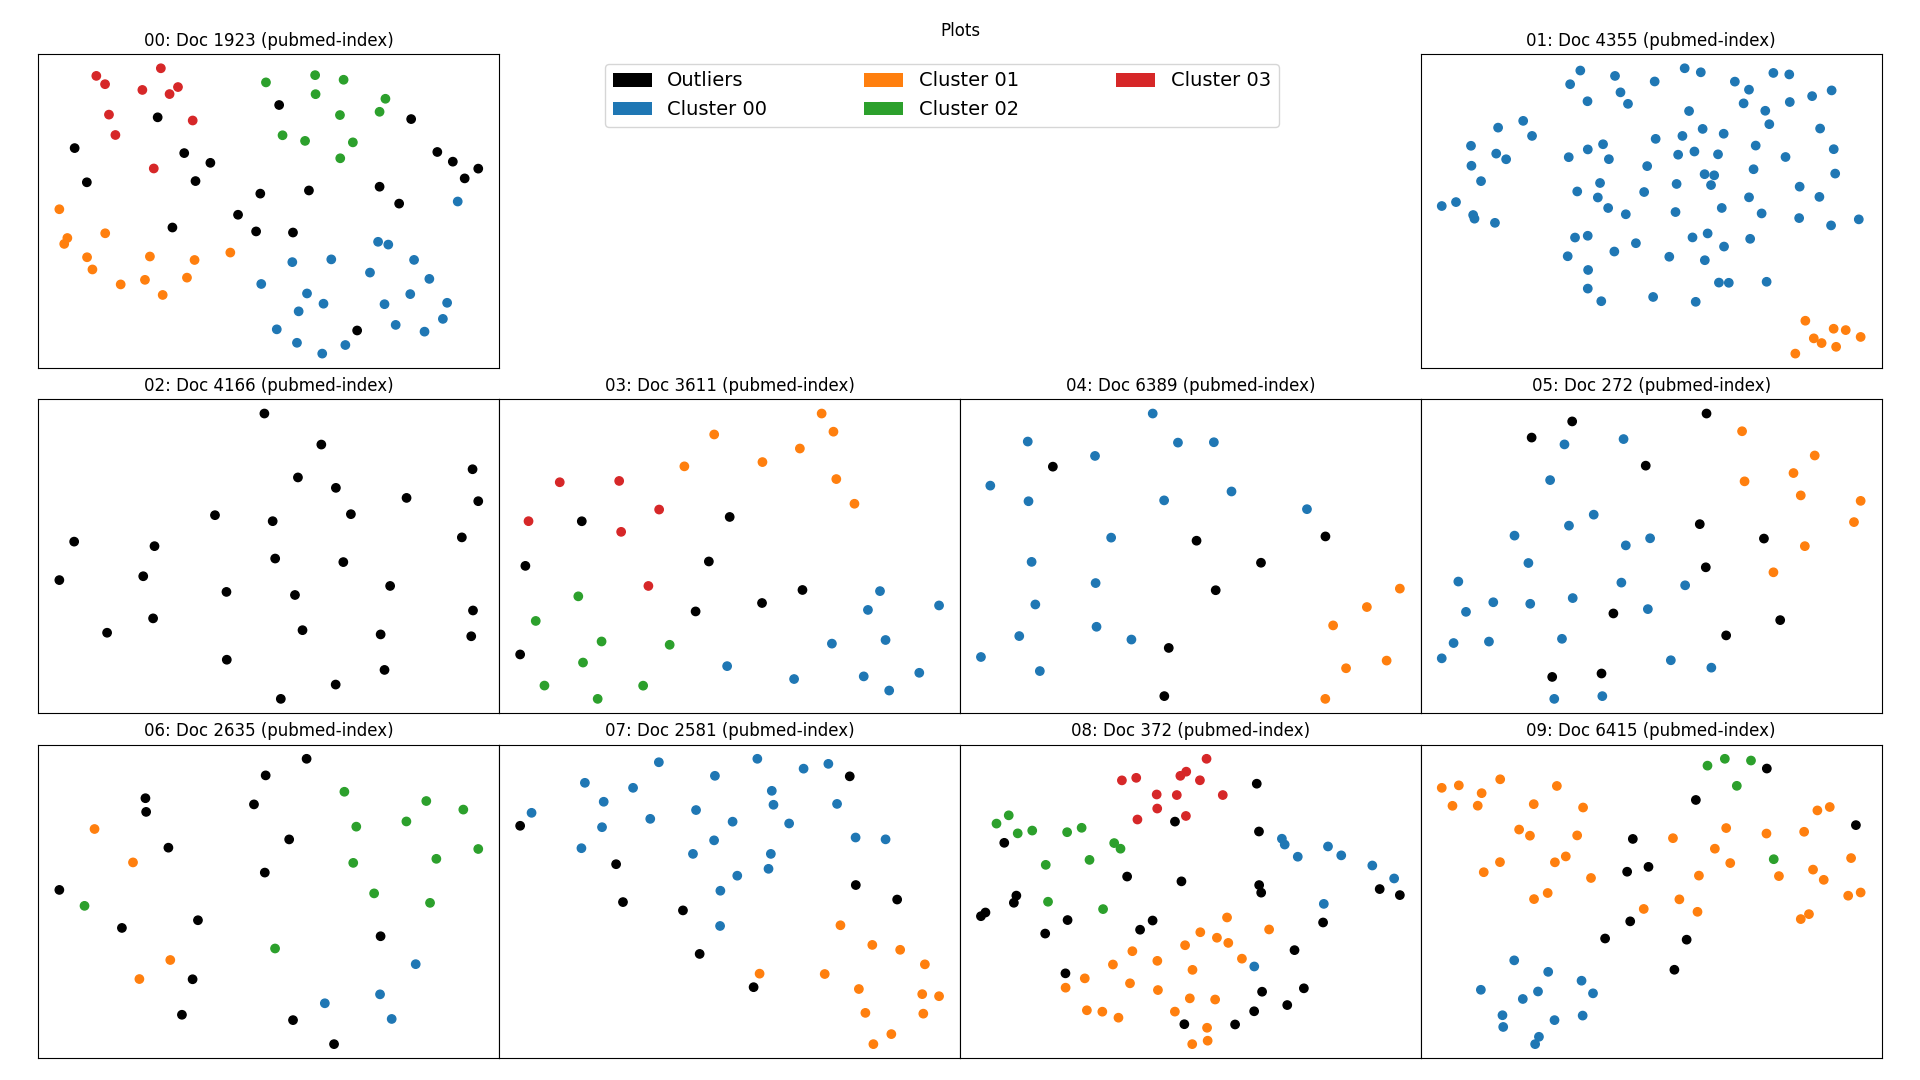 Plots
00: Doc 1923 (pubmed-index)
Outliers
Cluster 00
Cluster 01
Cluster 02
Cluster 03
01: Doc 4355 (pubmed-index)
02: Doc 4166 (pubmed-index)
03: Doc 3611 (pubmed-index)
04: Doc 6389 (pubmed-index)
05: Doc 272 (pubmed-index)
06: Doc 2635 (pubmed-index)
07: Doc 2581 (pubmed-index)
08: Doc 372 (pubmed-index)
09: Doc 6415 (pubmed-index)